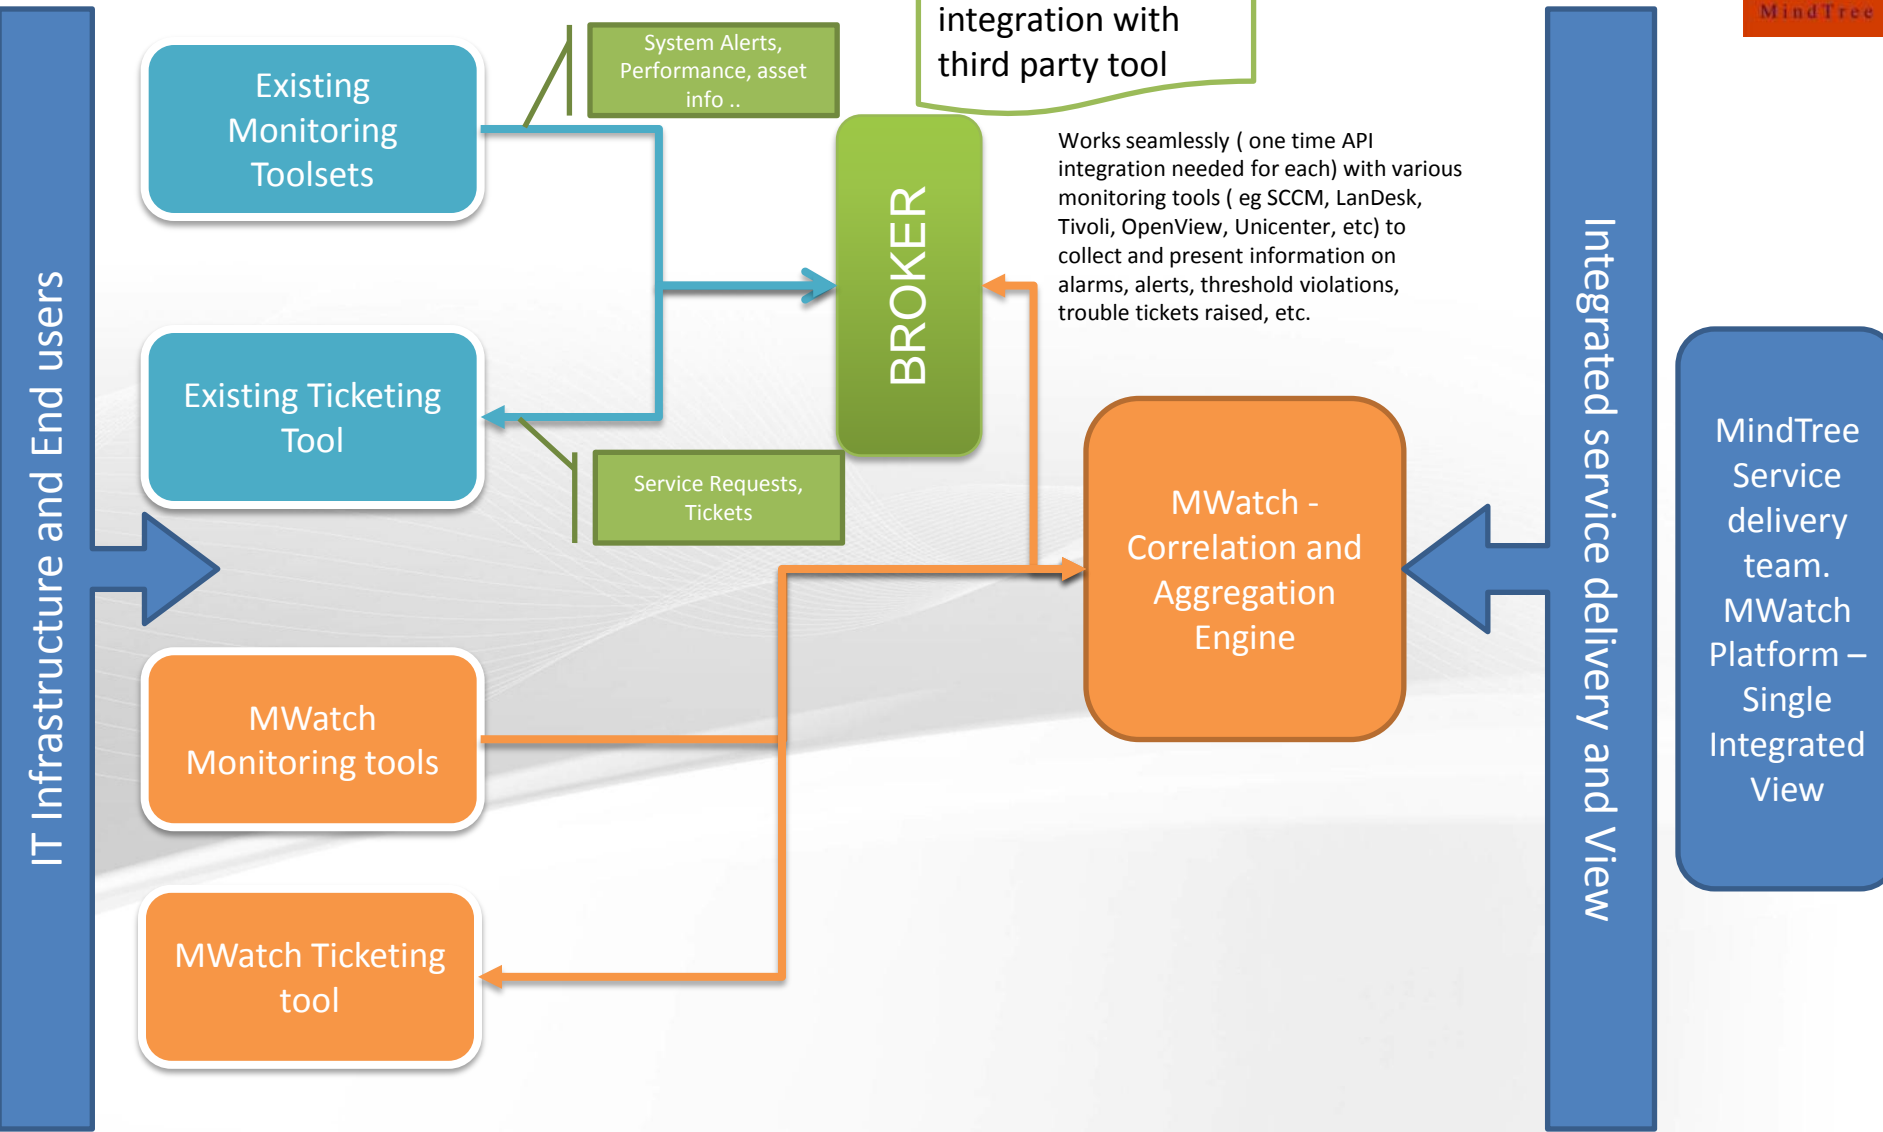 integration with
third party tool
MindTree
System Alerts,
Performance, asset
info ..
Existing
Monitoring
Toolsets
Works seamlessly ( one time API
integration needed for each) with various
monitoring tools ( eg SCCM, LanDesk,
Tivoli, OpenView, Unicenter, etc) to
collect and present information on
alarms, alerts, threshold violations,
trouble tickets raised, etc.
BROKER
Existing Ticketing
Tool
Service Requests,
Tickets
IT Infrastructure and End users
MWatch -
Correlation and
Aggregation
Engine
Integrated service delivery and View
MindTree
Service
delivery
team.
MWatch
Platform –
Single
Integrated
View
MWatch
Monitoring tools
MWatch Ticketing
tool